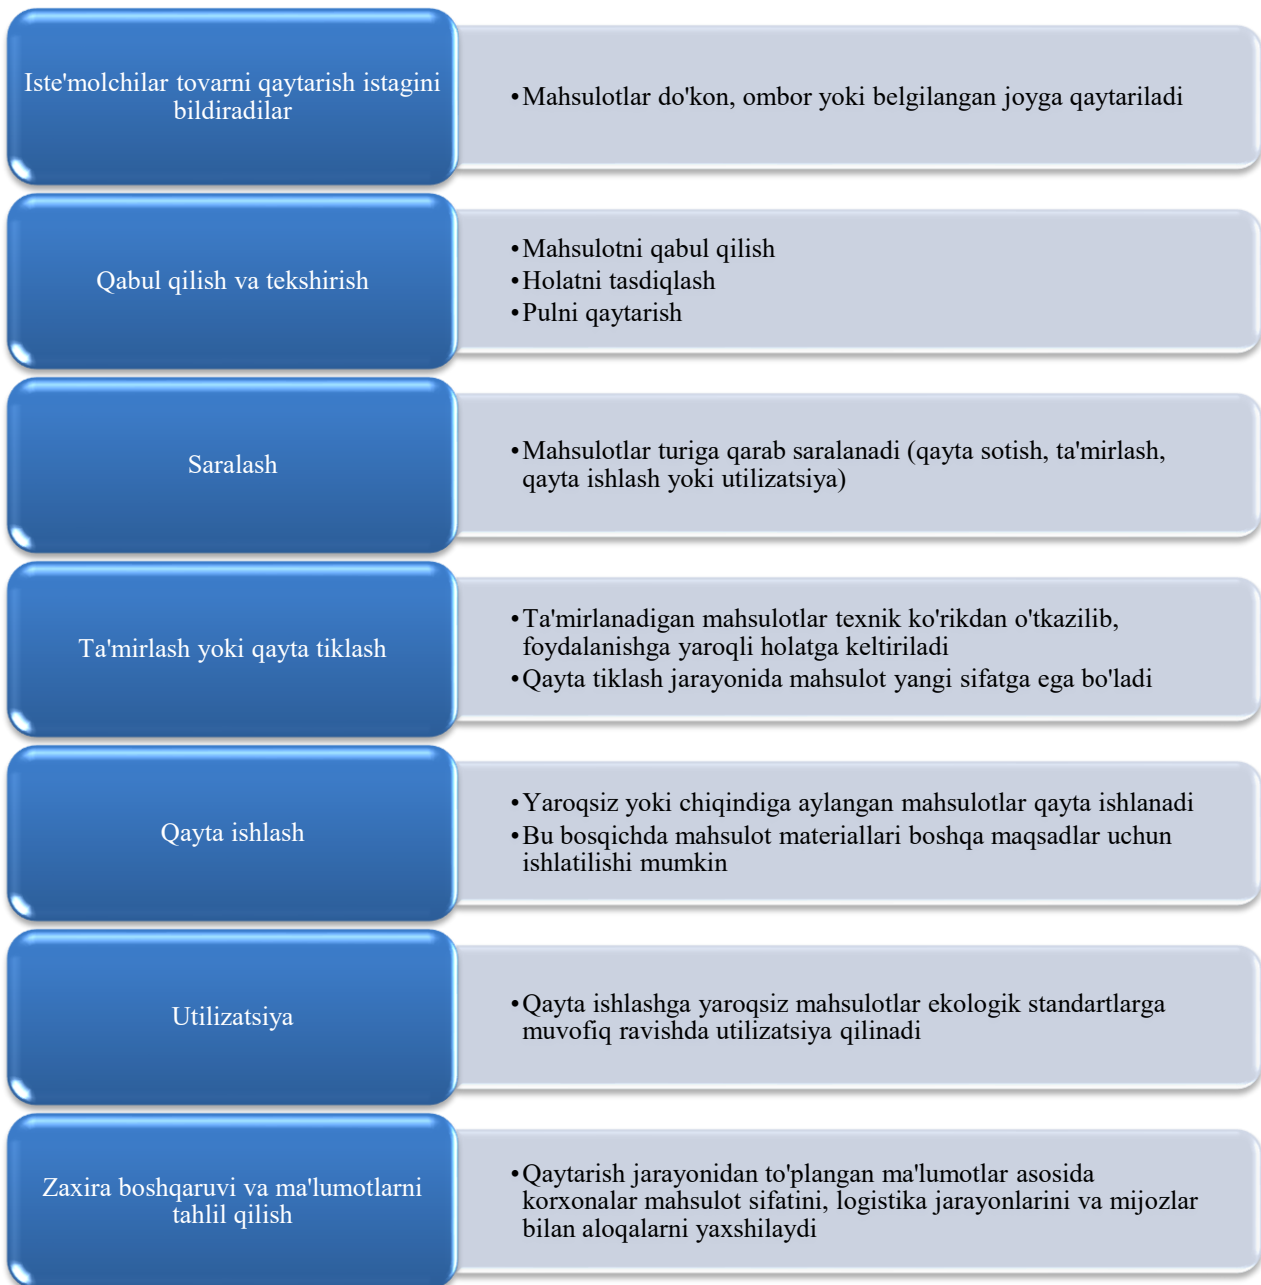 Iste'molchilar tovarni qaytarish istagini
bildiradilar
•Mahsulotlar do'kon, ombor yoki belgilangan joyga qaytariladi
Qabul qilish va tekshirish
•Mahsulotni qabul qilish
•Holatni tasdiqlash
•Pulni qaytarish
Saralash
•Mahsulotlar turiga qarab saralanadi (qayta sotish, ta'mirlash,
qayta ishlash yoki utilizatsiya)
Ta'mirlash yoki qayta tiklash
•Ta'mirlanadigan mahsulotlar texnik ko'rikdan o'tkazilib,
foydalanishga yaroqli holatga keltiriladi
•Qayta tiklash jarayonida mahsulot yangi sifatga ega bo'ladi
Qayta ishlash
•Yaroqsiz yoki chiqindiga aylangan mahsulotlar qayta ishlanadi
•Bu bosqichda mahsulot materiallari boshqa maqsadlar uchun
ishlatilishi mumkin
Utilizatsiya
•Qayta ishlashga yaroqsiz mahsulotlar ekologik standartlarga
muvofiq ravishda utilizatsiya qilinadi
Zaxira boshqaruvi va ma'lumotlarni
tahlil qilish
•Qaytarish jarayonidan to'plangan ma'lumotlar asosida
korxonalar mahsulot sifatini, logistika jarayonlarini va mijozlar
bilan aloqalarni yaxshilaydi